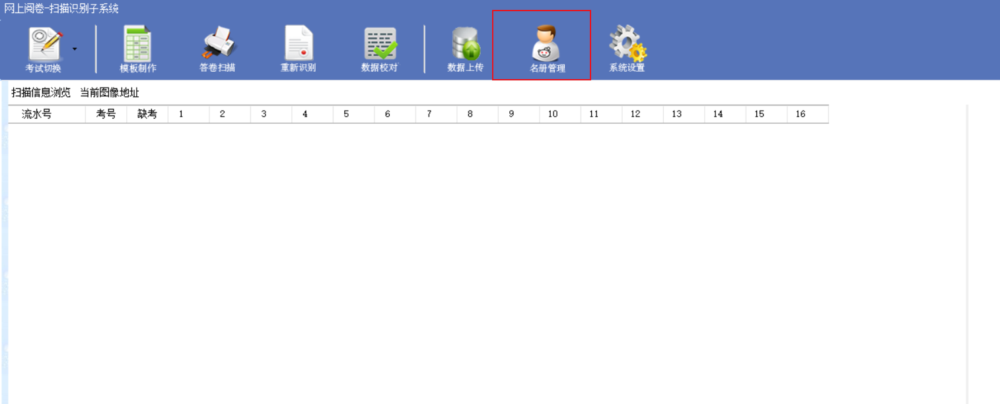 网上阅卷-扫描识别子系统
考试切换 模板制作 答卷扫描 重新识别 数据校对 数据上传 名册管理 系统设置
扫描信息浏览 当前图像地址
流水号 考号 缺考 1 2 3 4 5 6 7 8 9 10 11 12 13 14 15 16